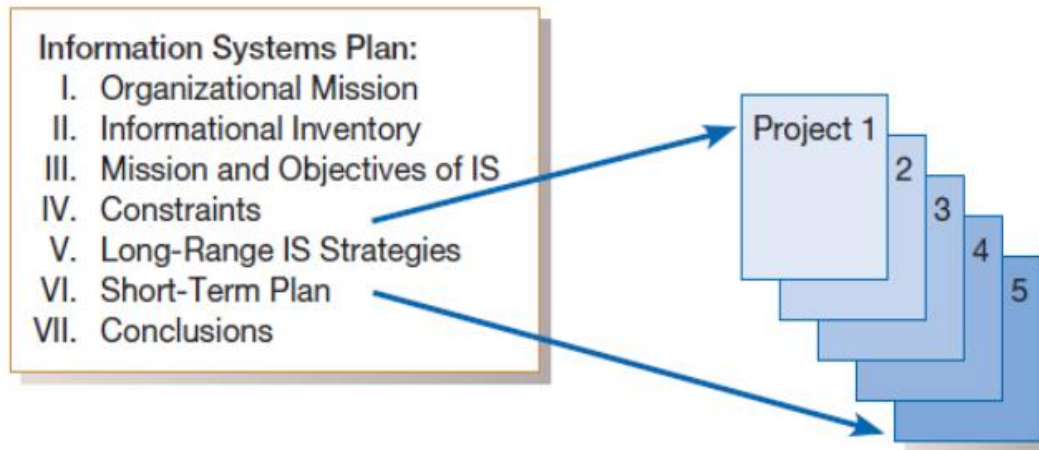 Information Systems Plan:
I. Organizational Mission
II. Informational Inventory
III. Mission and Objectives of IS
IV. Constraints
V. Long-Range IS Strategies
VI. Short-Term Plan
VII. Conclusions
Project 1
2
3
4
5